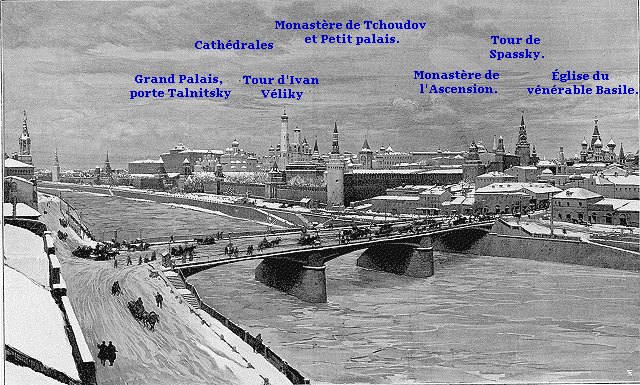 Monastère de Tchoudov
et Petit palais.
Cathédrales
Tour de
Spassky.
Grand Palais,
porte Talnitsky
Tour d'Ivan
Véliky
Monastère de
l'Ascension.
Église du
vénérable Basile.